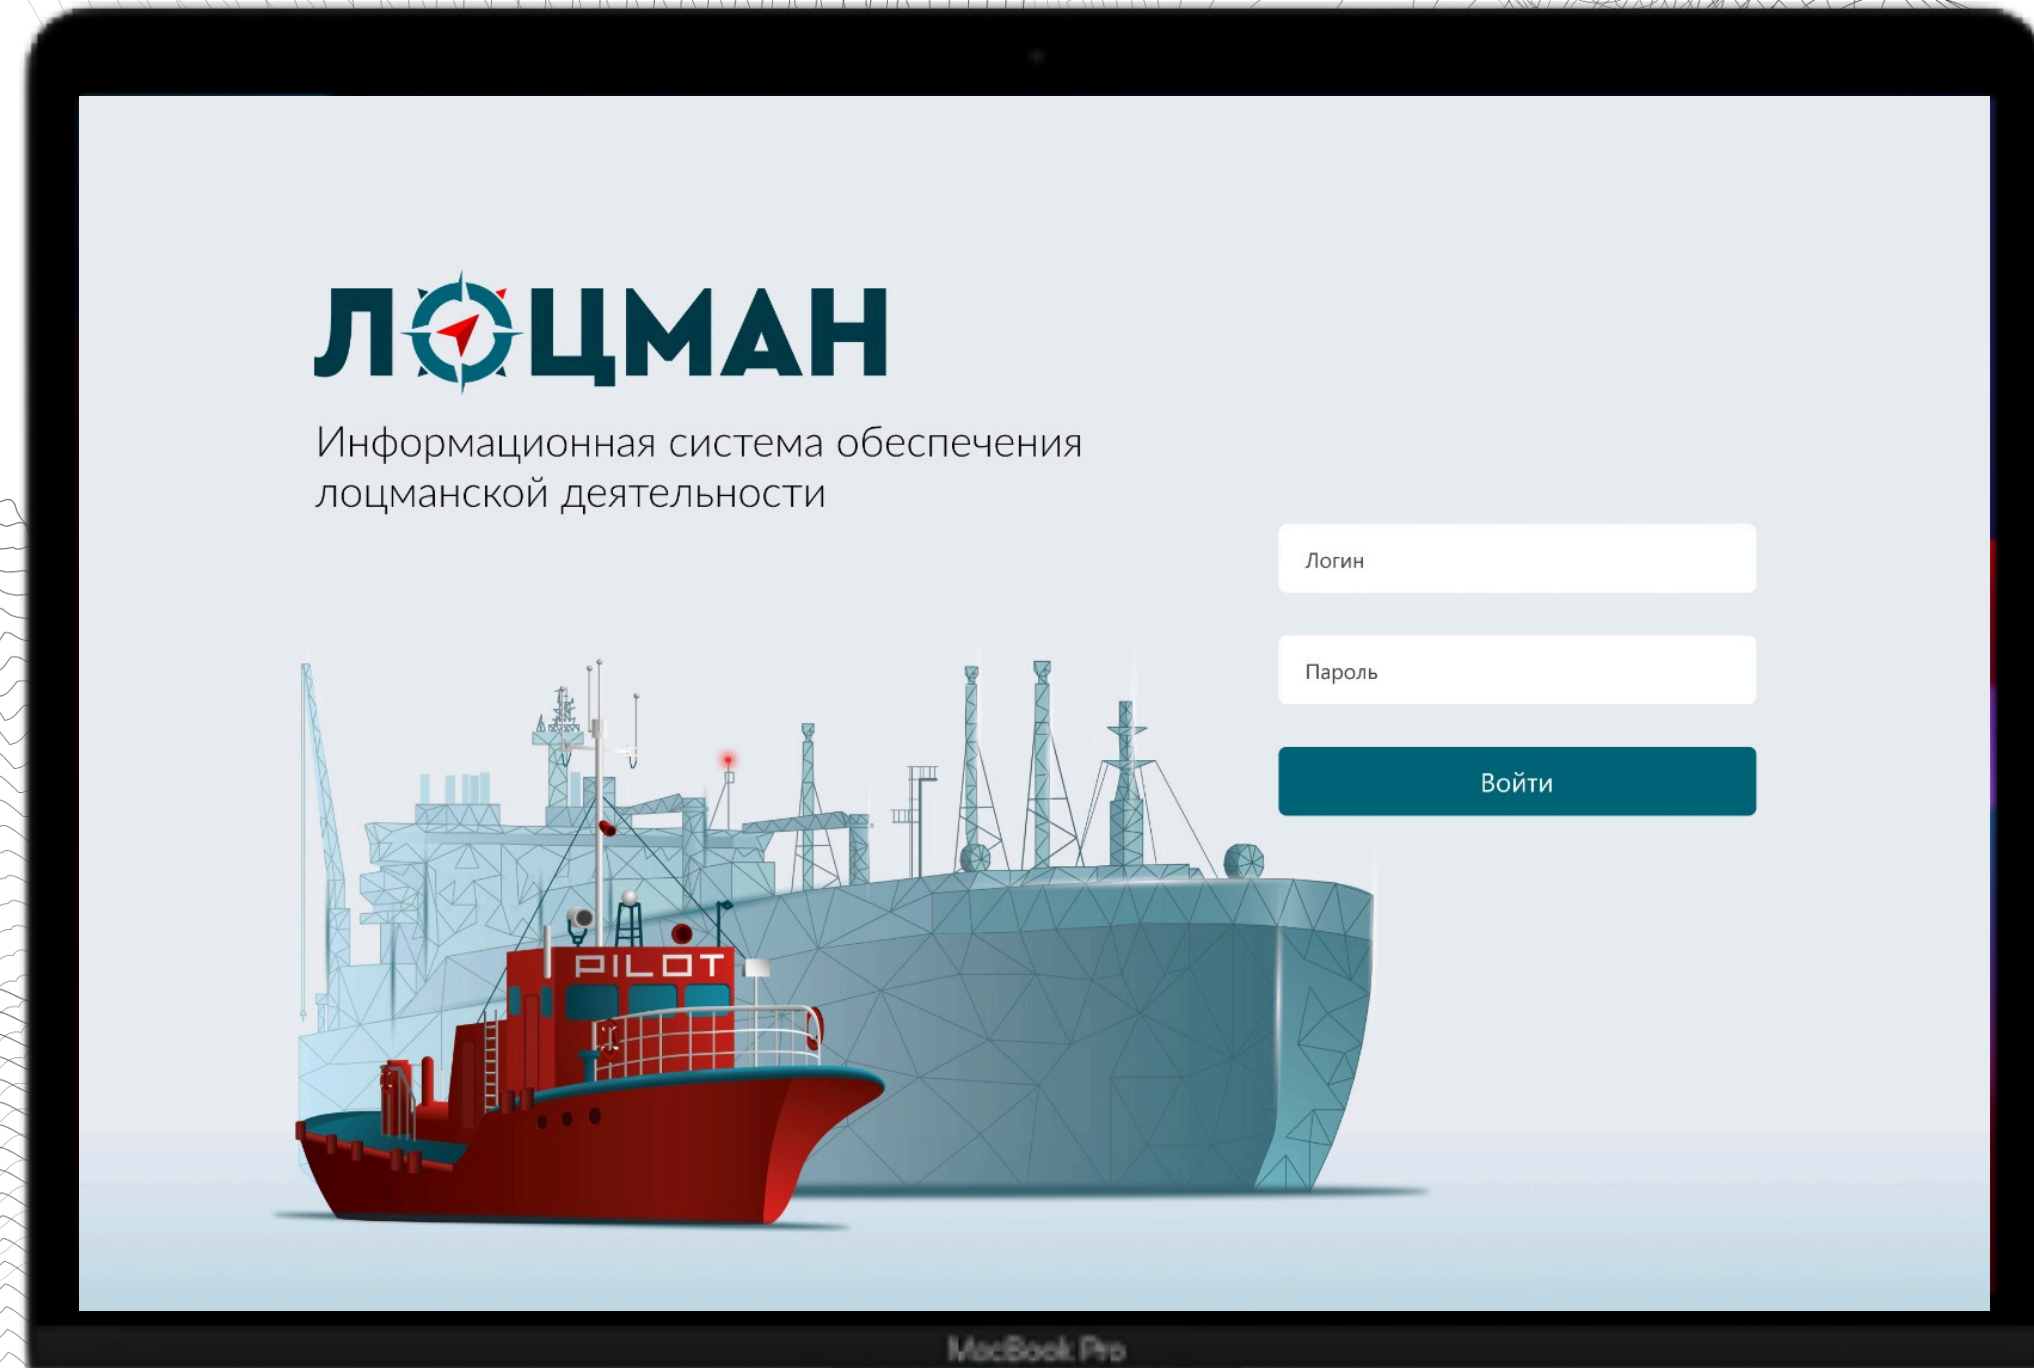 ЛОЦМАН
Информационная система обеспечения
лоцманской деятельности
Логин
Пароль
Войти
PILOT
MacBook Pro